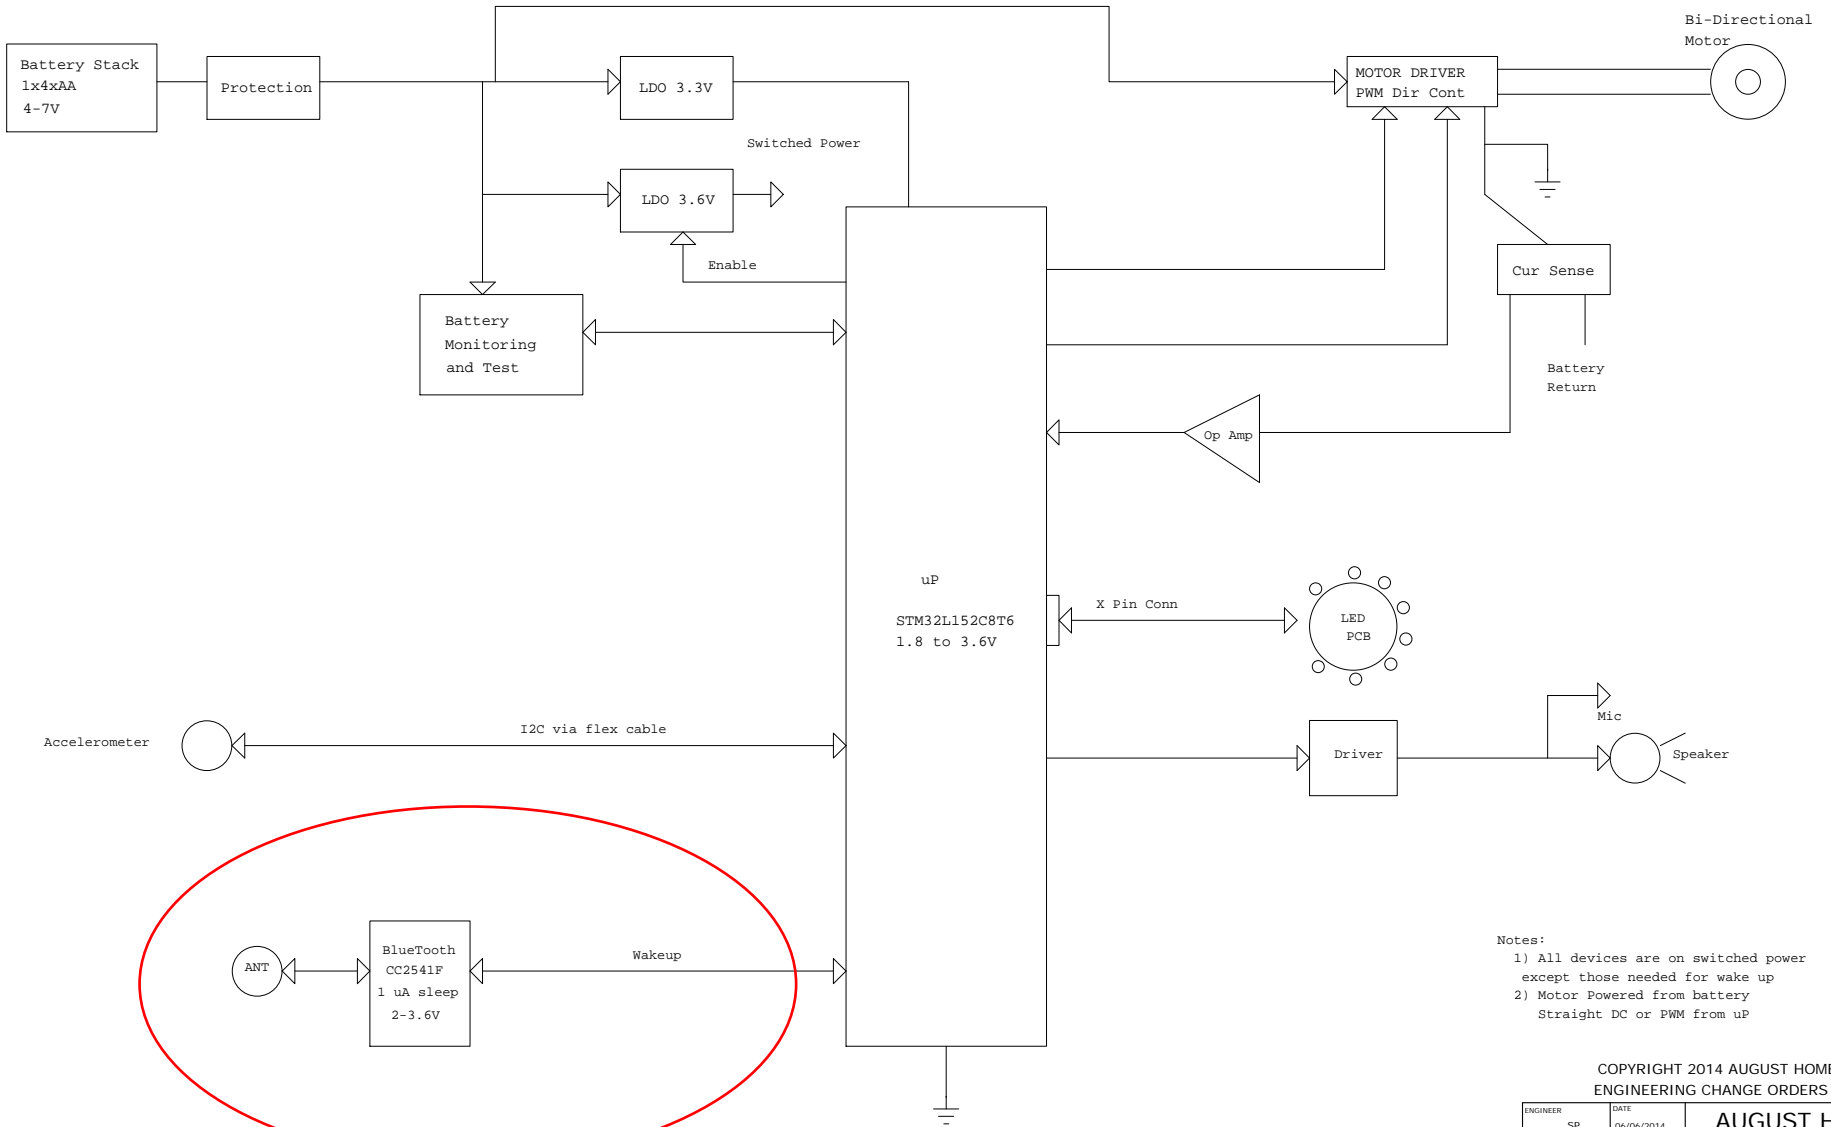 Bi-Directional
Motor
Battery Stack
1x4xAA
4-7V
Protection
LDO 3.3V
MOTOR DRIVER
PWM Dir Cont
Switched Power
LDO 3.6V
Enable
Cur Sense
Battery
Monitoring
and Test
Battery
Return
Op Amp
uP
STM32L152C8T6
1.8 to 3.6V
X Pin Conn
LED
PCB
Accelerometer
I2C via flex cable
Mic
Driver
Speaker
ANT
BlueTooth
CC2541F
1 uA sleep
2-3.6V
Wakeup
Notes:
1) All devices are on switched power
except those needed for wake up
2) Motor Powered from battery
Straight DC or PWM from uP
COPYRIGHT 2014 AUGUST HOME
ENGINEERING CHANGE ORDERS
ENGINEER
SP
DATE
06/06/2014
AUGUST H